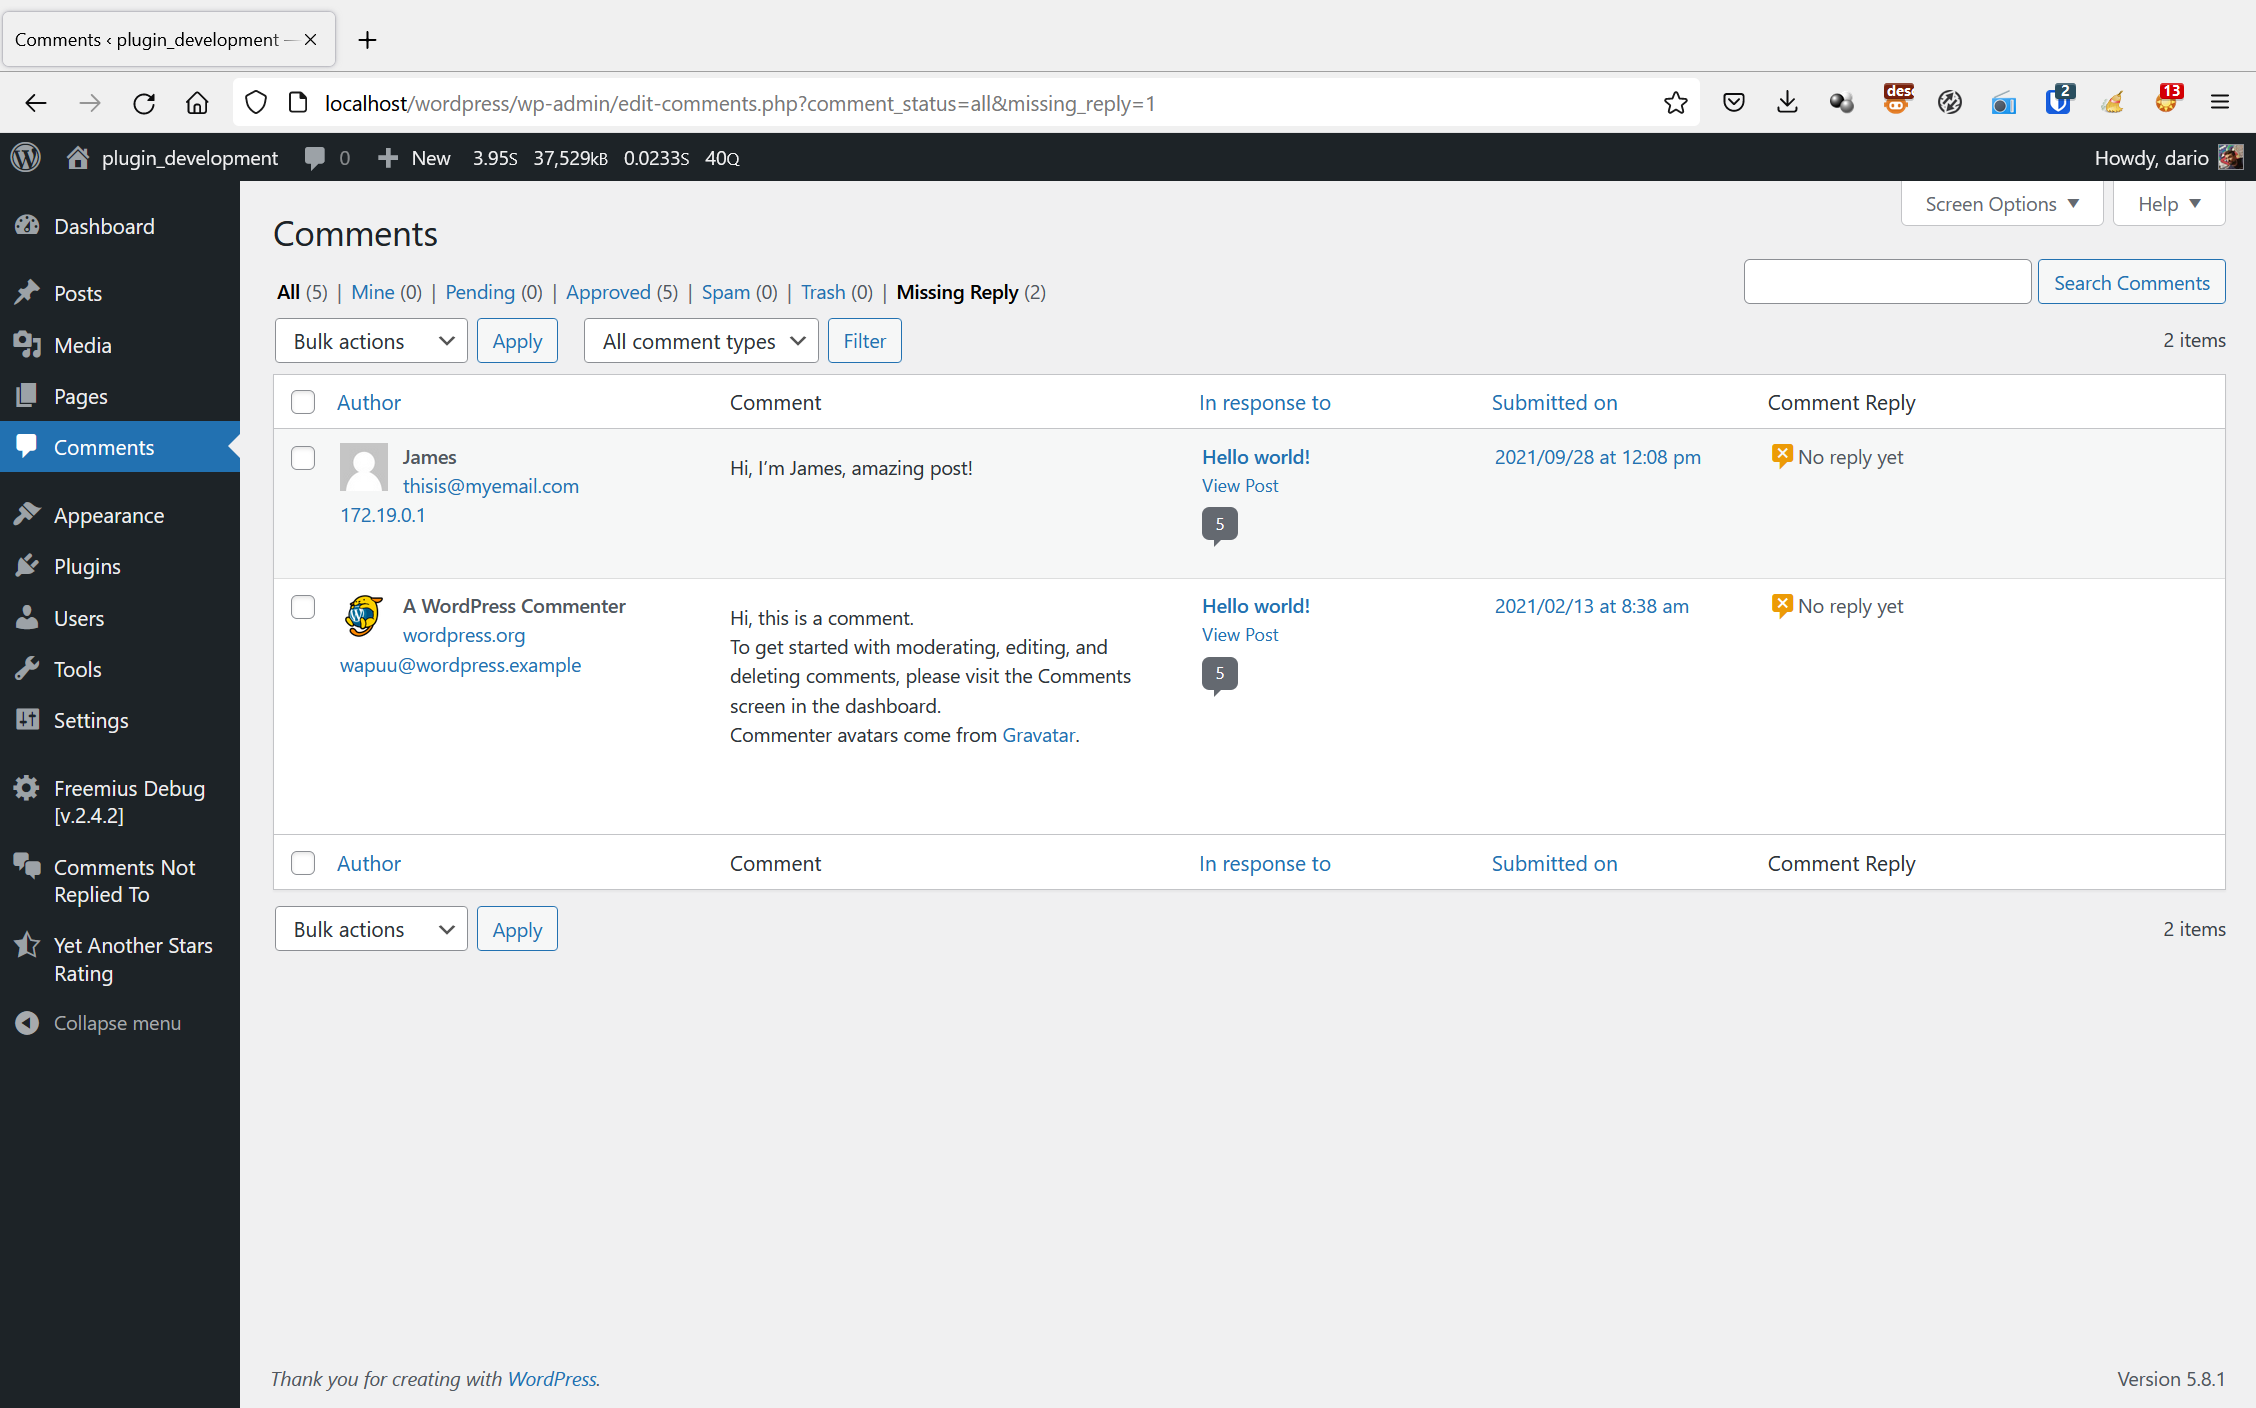 Comments ‹ plugin_development —
localhost/wordpress/wp-admin/edit-comments.php?comment_status=all&missing_reply=1
2
13
plugin_development 0 New 3.95S 37,529KB 0.0233S 40Q Howdy, dario
Screen Options Help
Dashboard
Posts
Media
Pages
Comments
Appearance
Plugins
Users
Tools
Settings
Freemius Debug
[v.2.4.2]
Comments Not
Replied To
Yet Another Stars
Rating
Collapse menu
Comments
All (5) | Mine (0) | Pending (0) | Approved (5) | Spam (0) | Trash (0) | Missing Reply (2)
Search Comments
Bulk actions Apply All comment types Filter 2 items
Author Comment In response to Submitted on Comment Reply
James
thisis@myemail.com
172.19.0.1
Hi, I’m James, amazing post!
Hello world!
View Post
5
2021/09/28 at 12:08 pm
No reply yet
A WordPress Commenter
wordpress.org
wapuu@wordpress.example
Hi, this is a comment.
To get started with moderating, editing, and
deleting comments, please visit the Comments
screen in the dashboard.
Commenter avatars come from Gravatar.
Hello world!
View Post
5
2021/02/13 at 8:38 am
No reply yet
Author Comment In response to Submitted on Comment Reply
Bulk actions Apply 2 items
Thank you for creating with WordPress. Version 5.8.1